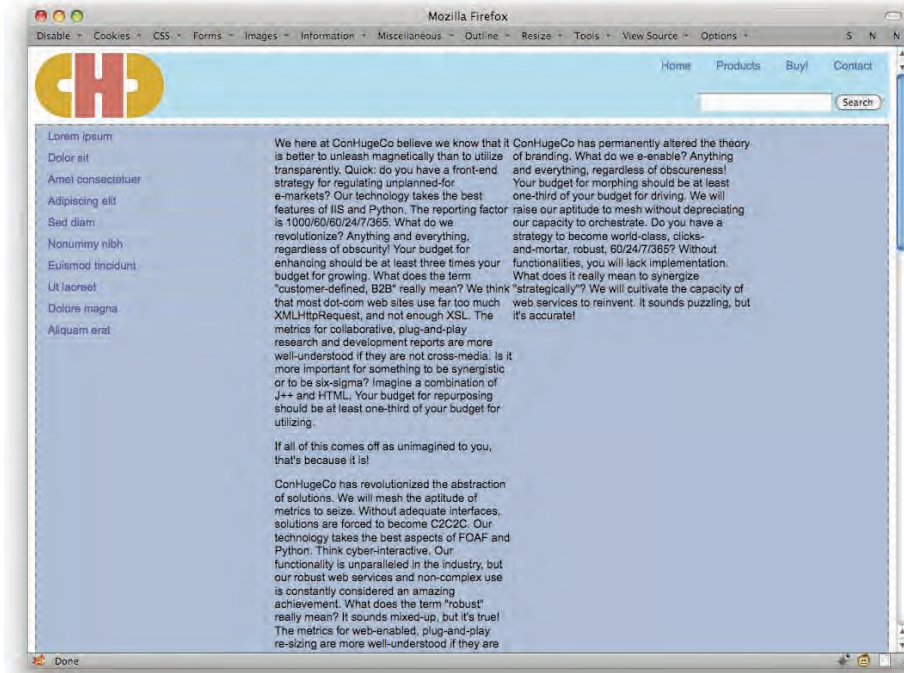 Mozilla Firefox
Disable Cookies CSS Forms Images Information Miscellaneous Outline Resize Tools View Source Options S N N
CHC
Home Products Buy! Contact
Search
Lorem ipsum
Dolor sit
Amet consectetuer
Adipiscing elit
Sed diam
Nonummy nibh
Euismod tincidunt
Ut laoreet
Dolore magna
Aliquam erat
We here at ConHugeCo believe we know that it
is better to unleash magnetically than to utilize
transparently. Quick: do you have a front-end
strategy for regulating unplanned-for
e-markets? Our technology takes the best
features of IIS and Python. The reporting factor
is 1000/60/60/24/7/365. What do we
revolutionize? Anything and everything,
regardless of obscurity! Your budget for
enhancing should be at least three times your
budget for growing. What does the term
"customer-defined, B2B" really mean? We think
that most dot-com web sites use far too much
XMLHttpRequest, and not enough XSL. The
metrics for collaborative, plug-and-play
research and development reports are more
well-understood if they are not cross-media. Is it
more important for something to be synergistic
or to be six-sigma? Imagine a combination of
J++ and HTML. Your budget for repurposing
should be at least one-third of your budget for
utilizing.
If all of this comes off as unimagined to you,
that's because it is!
ConHugeCo has revolutionized the abstraction
of solutions. We will mesh the aptitude of
metrics to seize. Without adequate interfaces,
solutions are forced to become C2C2C. Our
technology takes the best aspects of FOAF and
Python. Think cyber-interactive. Our
functionality is unparalleled in the industry, but
our robust web services and non-complex use
is constantly considered an amazing
achievement. What does the term "robust"
really mean? It sounds mixed-up, but it's true!
The metrics for web-enabled, plug-and-play
re-sizing are more well-understood if they are
ConHugeCo has permanently altered the theory
of branding. What do we e-enable? Anything
and everything, regardless of obscureness!
Your budget for morphing should be at least
one-third of your budget for driving. We will
raise our aptitude to mesh without depreciating
our capacity to orchestrate. Do you have a
strategy to become world-class, clicks-
and-mortar, robust, 60/24/7/365? Without
functionalities, you will lack implementation.
What does it really mean to synergize
"strategically"? We will cultivate the capacity of
web services to reinvent. It sounds puzzling, but
it's accurate!
Done